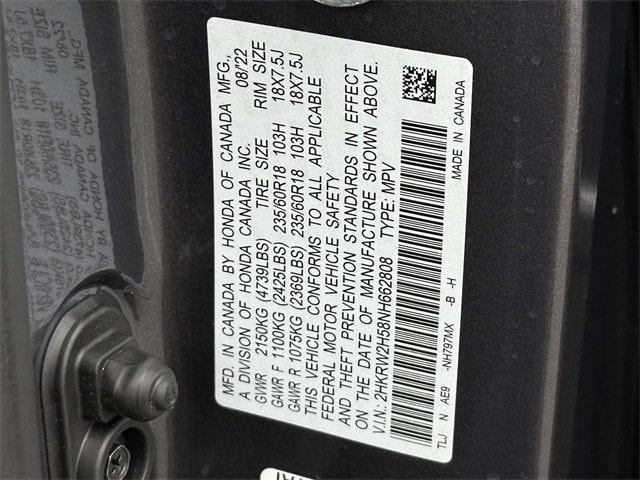 MFD. IN CANADA BY HONDA OF CANADA MFG.,
A DIVISION OF HONDA CANADA INC. 08/22
GVWR 2150KG (4739LBS) TIRE SIZE RIM SIZE
GAWR F 1100KG (2425LBS) 235/60R18 103H 18X7.5J
GAWR R 1075KG (2369LBS) 235/60R18 103H 18X7.5J
THIS VEHICLE CONFORMS TO ALL APPLICABLE
FEDERAL MOTOR VEHICLE SAFETY
AND THEFT PREVENTION STANDARDS IN EFFECT
ON THE DATE OF MANUFACTURE SHOWN ABOVE.
V.I.N: 2HKRW2H58NH662808 TYPE: MPV
TLJ N AE9 -NH797MX -B -H
MADE IN CANADA